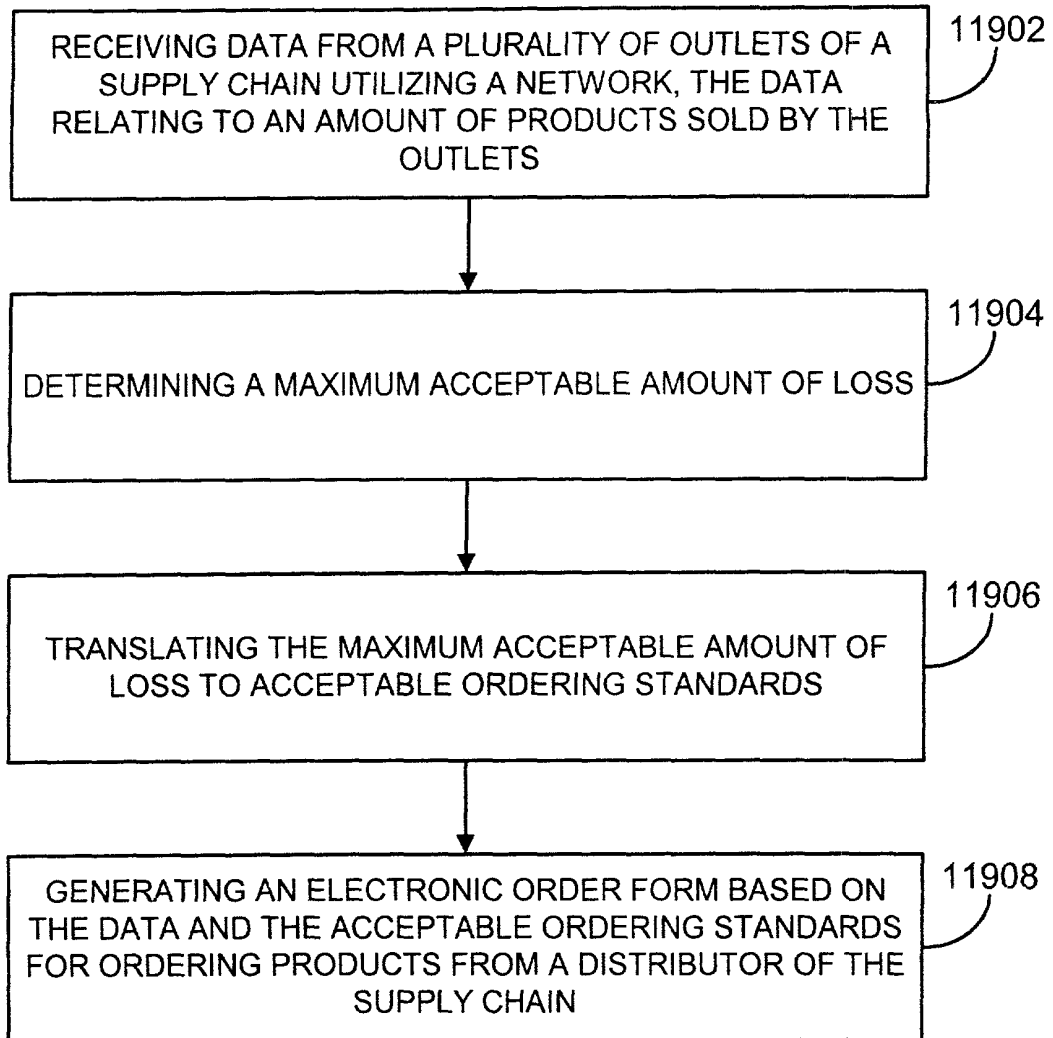 RECEIVING DATA FROM A PLURALITY OF OUTLETS OF A
SUPPLY CHAIN UTILIZING A NETWORK, THE DATA
RELATING TO AN AMOUNT OF PRODUCTS SOLD BY THE
OUTLETS
11902
DETERMINING A MAXIMUM ACCEPTABLE AMOUNT OF LOSS
11904
TRANSLATING THE MAXIMUM ACCEPTABLE AMOUNT OF
LOSS TO ACCEPTABLE ORDERING STANDARDS
11906
GENERATING AN ELECTRONIC ORDER FORM BASED ON
THE DATA AND THE ACCEPTABLE ORDERING STANDARDS
FOR ORDERING PRODUCTS FROM A DISTRIBUTOR OF THE
SUPPLY CHAIN
11908